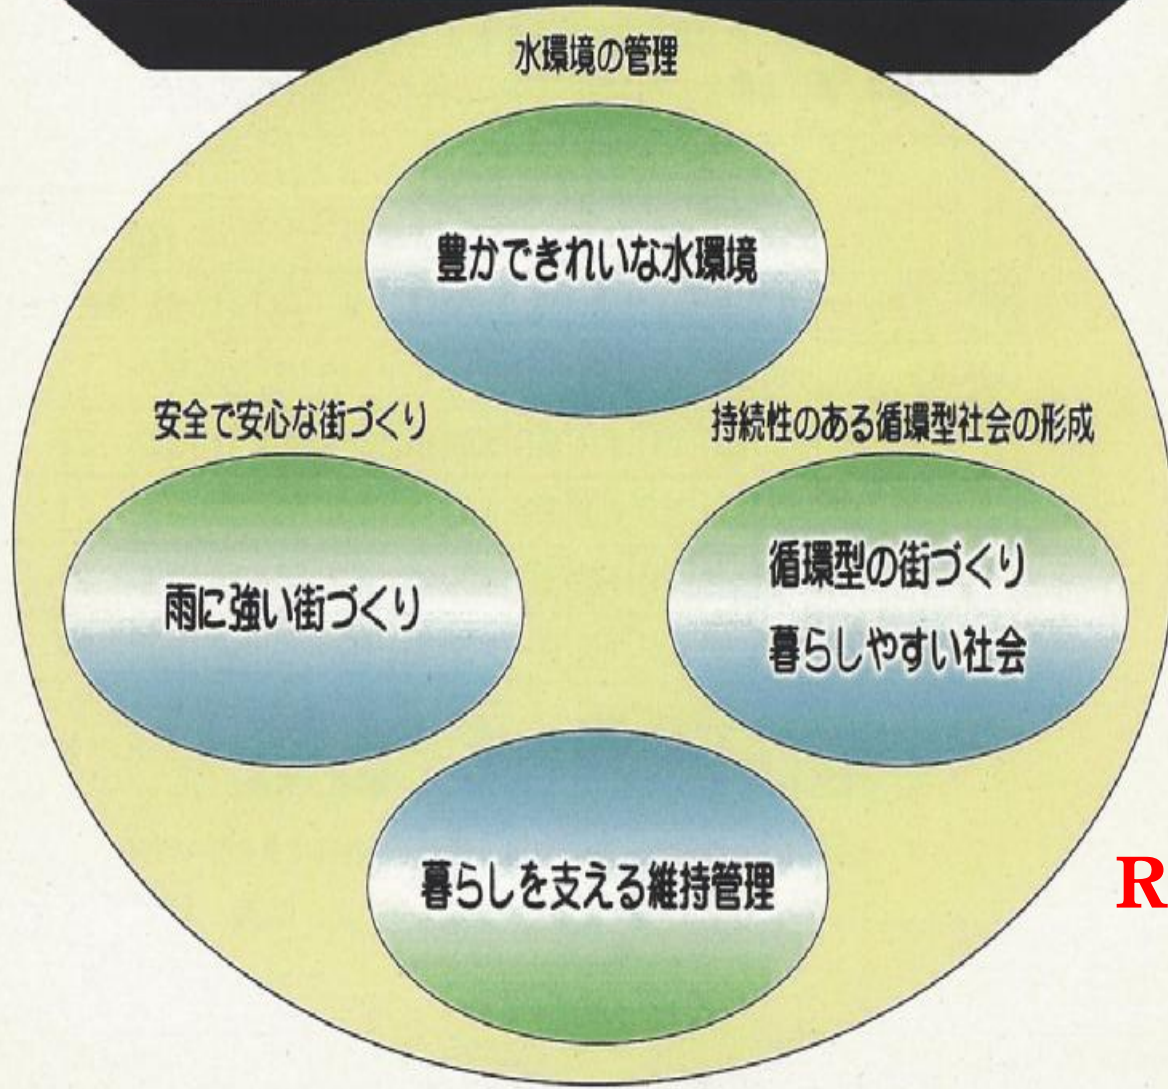 水環境の管理
豊かできれいな水環境
安全で安心な街づくり
持続性のある循環型社会の形成
雨に強い街づくり
循環型の街づくり
暮らしやすい社会
暮らしを支える維持管理
R